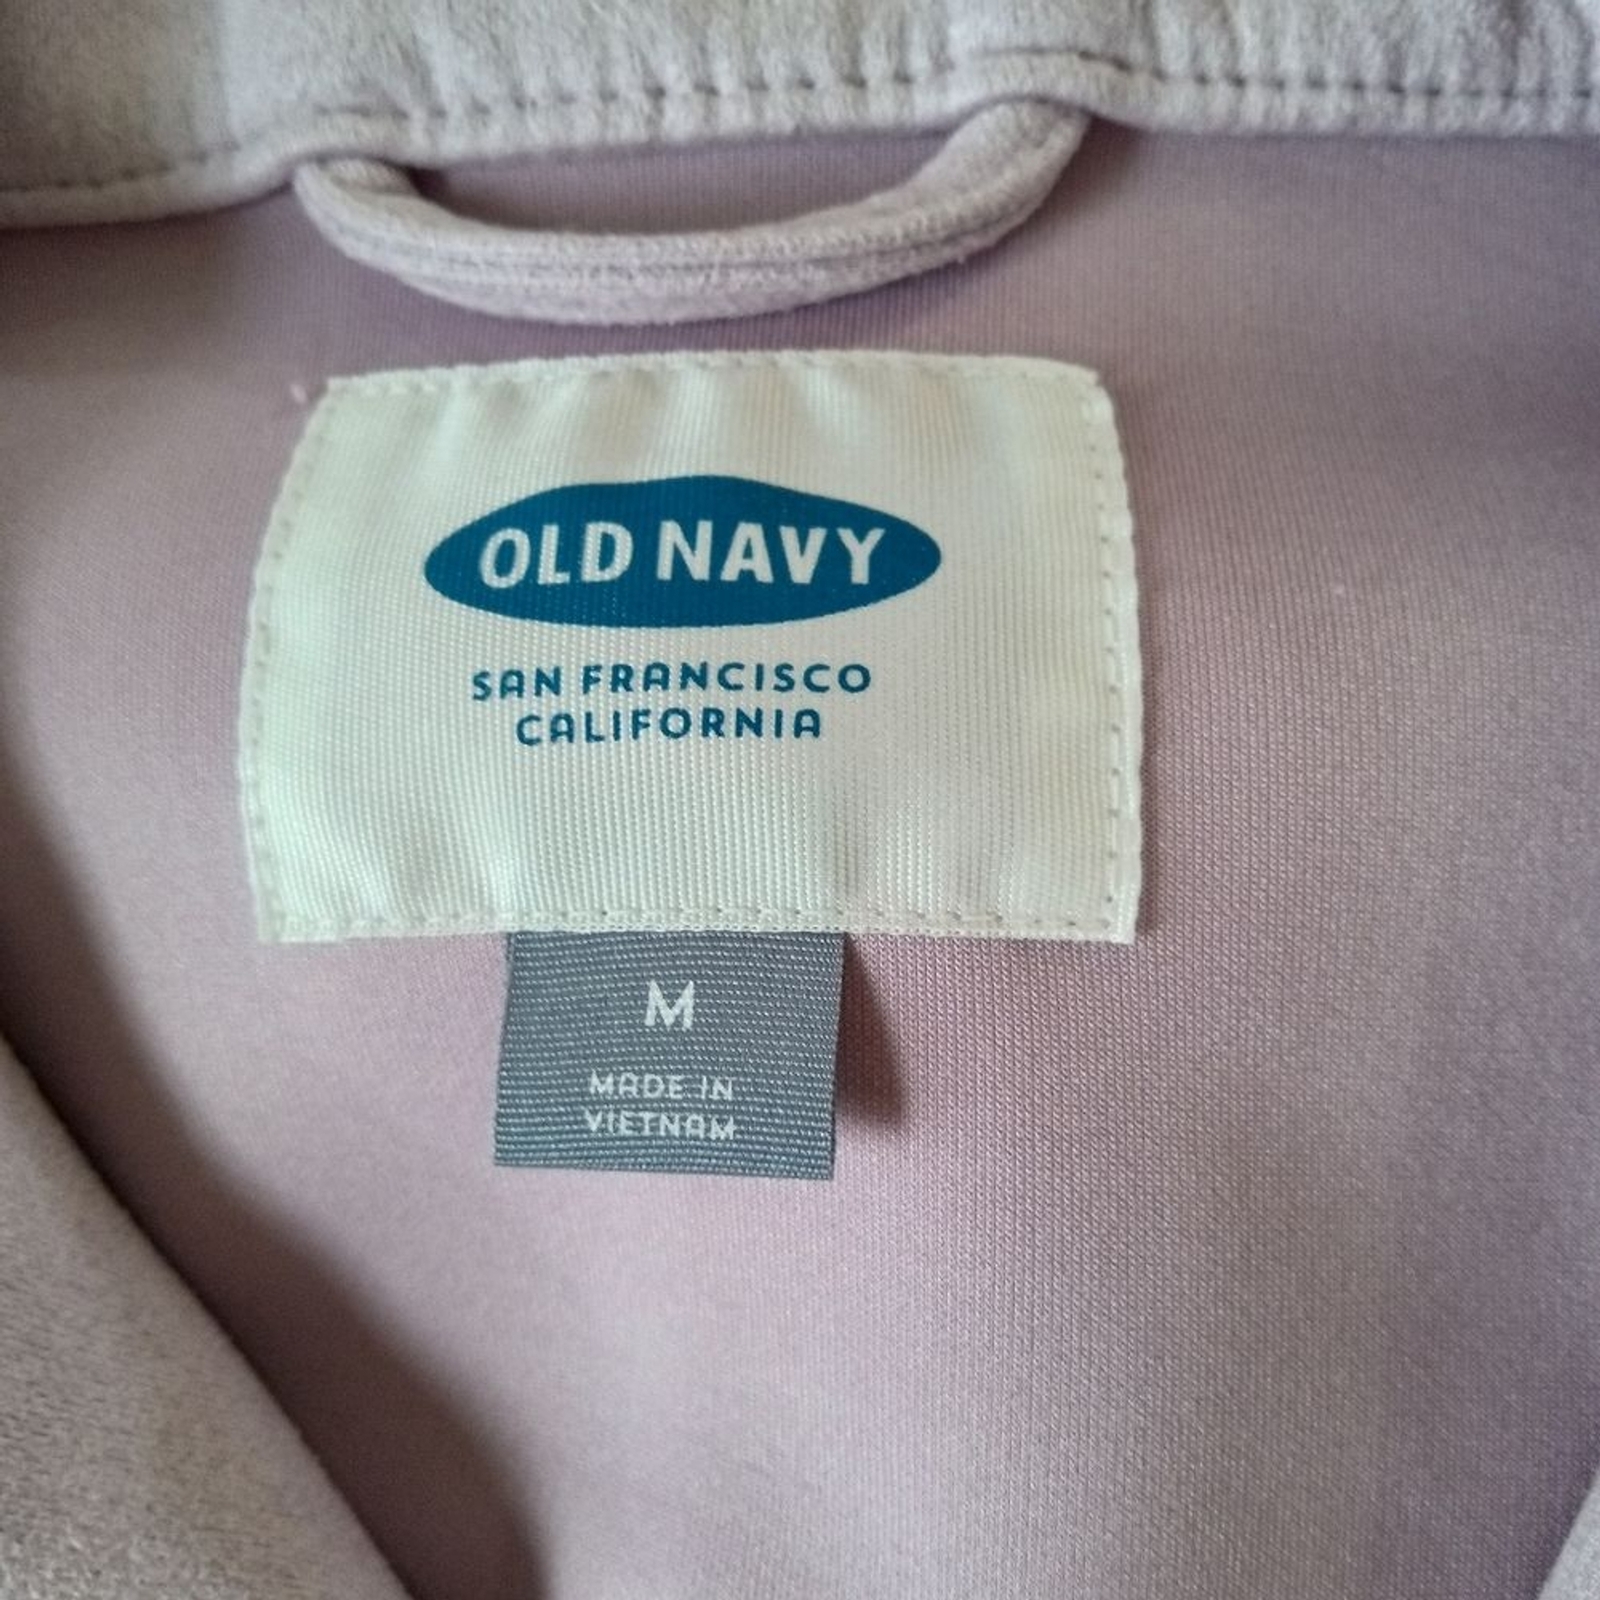 OLD NAVY
SAN FRANCISCO
CALIFORNIA
M
MADE IN
VIETNAM